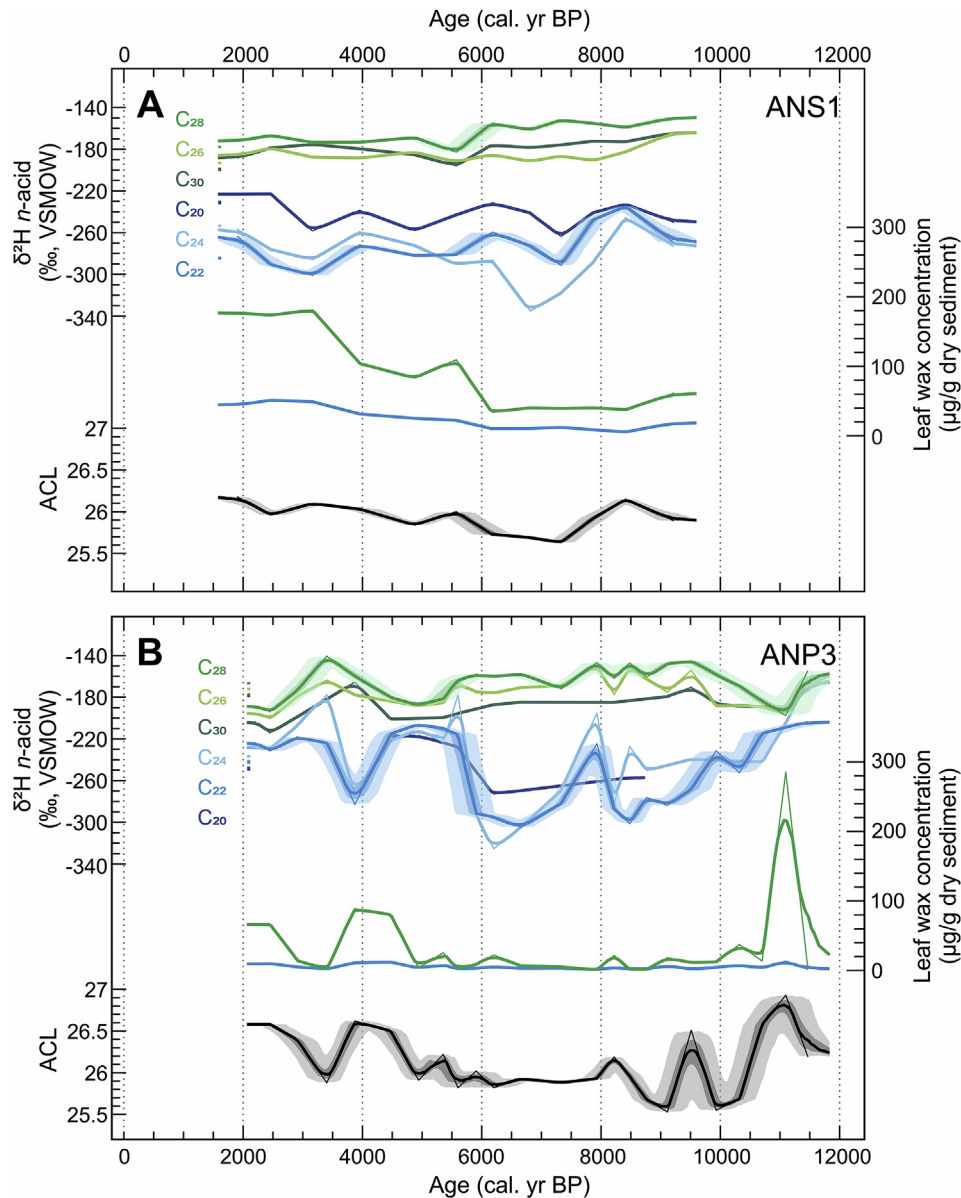 Age (cal. yr BP)
0 2000 4000 6000 8000 10000 12000
A
ANS1
-140
-180
-220
-260
-300
-340
δ²H n-acid
(‰, VSMOW)
C₂₈
C₂₆
C₃₀
C₂₀
C₂₄
C₂₂
300
200
100
0
Leaf wax concentration
(µg/g dry sediment)
27
26.5
26
25.5
ACL
B
ANP3
-140
-180
-220
-260
-300
-340
δ²H n-acid
(‰, VSMOW)
C₂₈
C₂₆
C₃₀
C₂₄
C₂₂
C₂₀
300
200
100
0
Leaf wax concentration
(µg/g dry sediment)
27
26.5
26
25.5
ACL
0 2000 4000 6000 8000 10000 12000
Age (cal. yr BP)